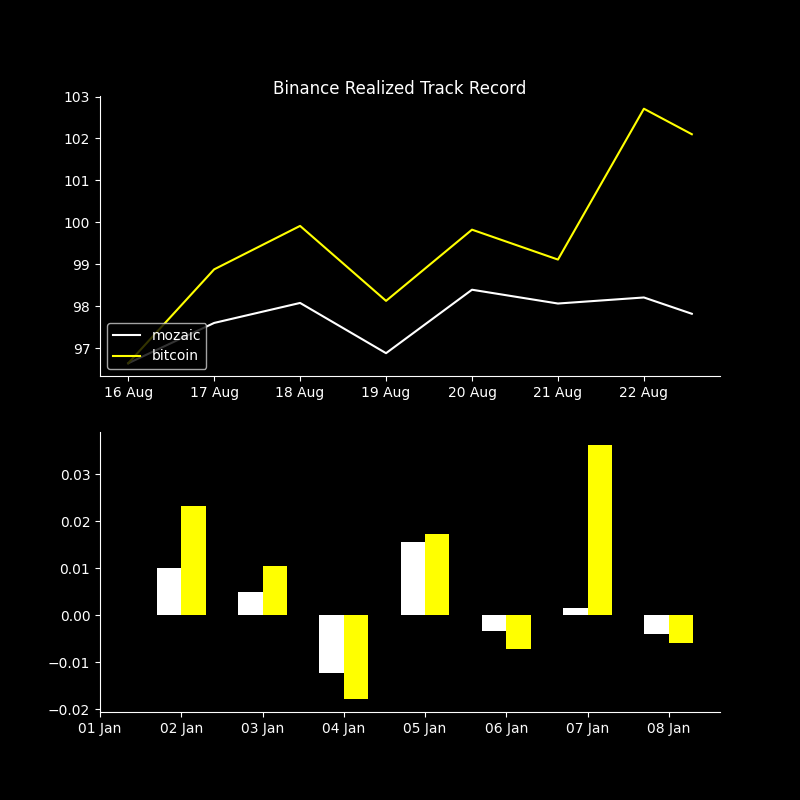 Binance Realized Track Record
103
102
101
100
99
98
97
mozaic
bitcoin
16 Aug 17 Aug 18 Aug 19 Aug 20 Aug 21 Aug 22 Aug
0.03
0.02
0.01
0.00
−0.01
−0.02
01 Jan 02 Jan 03 Jan 04 Jan 05 Jan 06 Jan 07 Jan 08 Jan